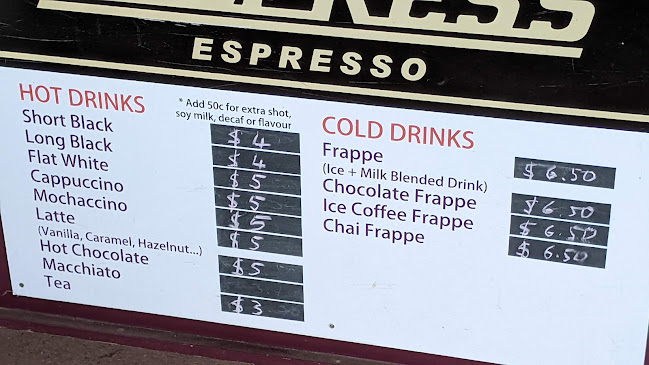 ESPRESSO
HOT DRINKS
* Add 50c for extra shot,
soy milk, decaf or flavour
Short Black $ 4
Long Black $ 4
Flat White $ 5
Cappuccino $ 5
Mochaccino $ 5
Latte $ 5
(Vanilla, Caramel, Hazelnut...)
Hot Chocolate $ 5
Macchiato
Tea $ 3
COLD DRINKS
Frappe $ 6.50
(Ice + Milk Blended Drink)
Chocolate Frappe $ 6.50
Ice Coffee Frappe $ 6.50
Chai Frappe $ 6.50